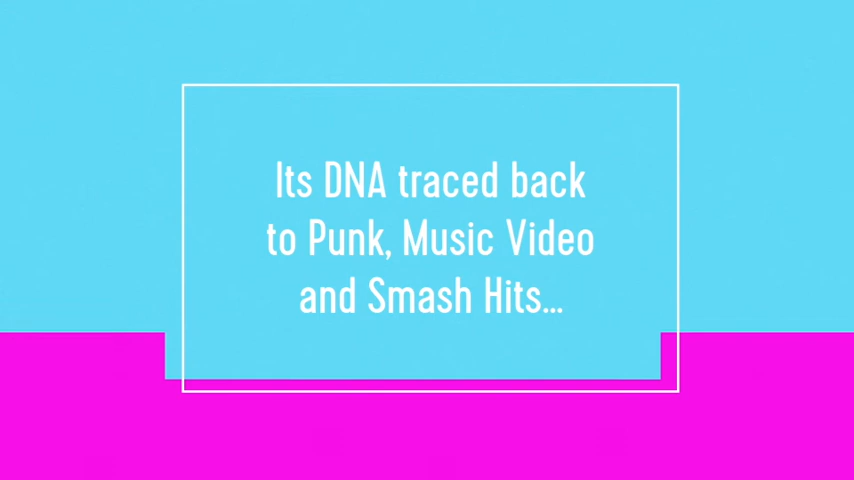 Its DNA traced back
to Punk, Music Video
and Smash Hits...